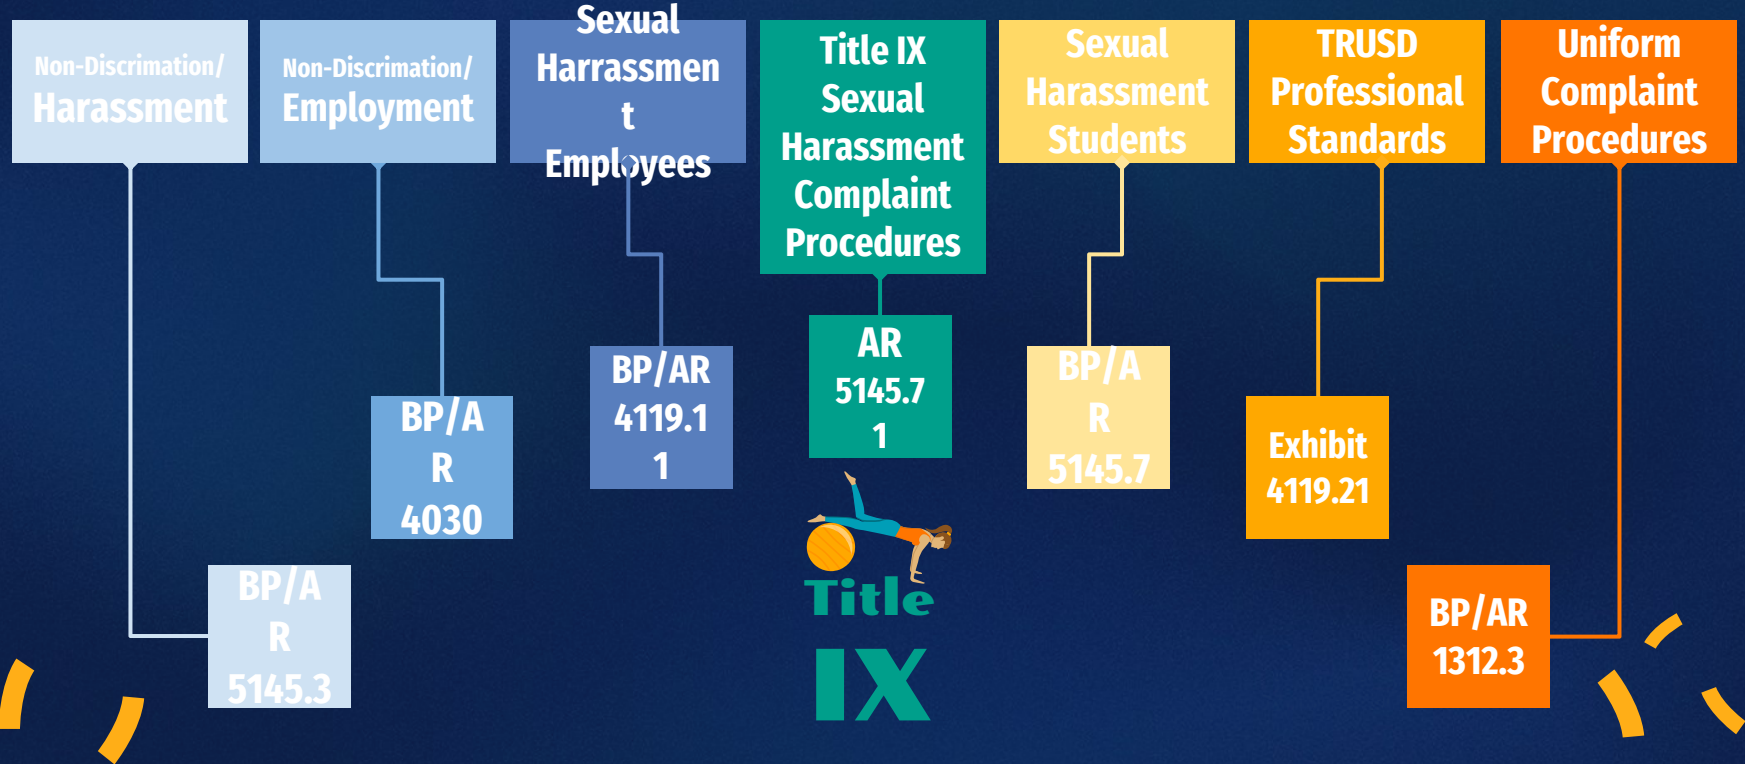 Non-Discrimation/
Harassment
Non-Discrimation/
Employment
Sexual
Harrassmen
t
Employees
Title IX
Sexual
Harassment
Complaint
Procedures
Sexual
Harassment
Students
TRUSD
Professional
Standards
Uniform
Complaint
Procedures
BP/A
R
5145.3
BP/A
R
4030
BP/AR
4119.1
1
AR
5145.7
1
BP/A
R
5145.7
Exhibit
4119.21
BP/AR
1312.3
Title
IX